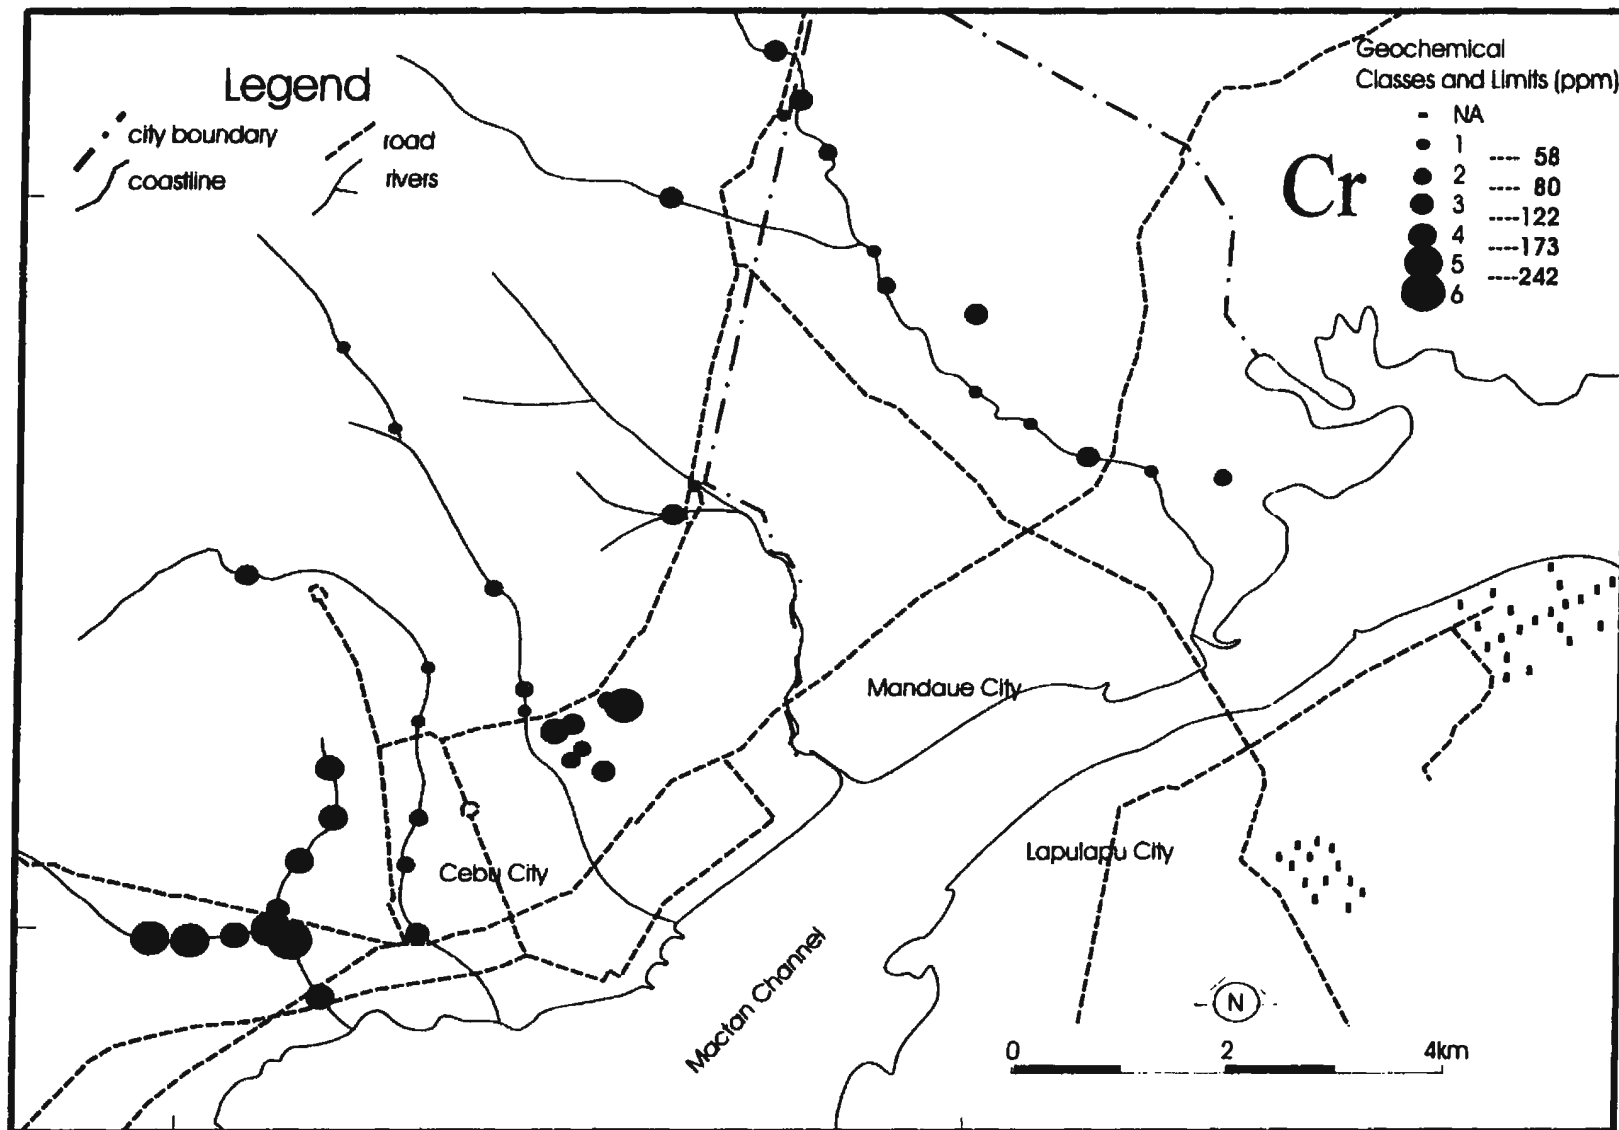 Legend
city boundary
road
coastline
rivers
Geochemical
Classes and Limits (ppm)
Cr
NA
1
---- 58
2
---- 80
3
----122
4
----173
5
----242
6
Mandaue City
Cebu City
Lapulapu City
Mactan Channel
N
0 2 4km